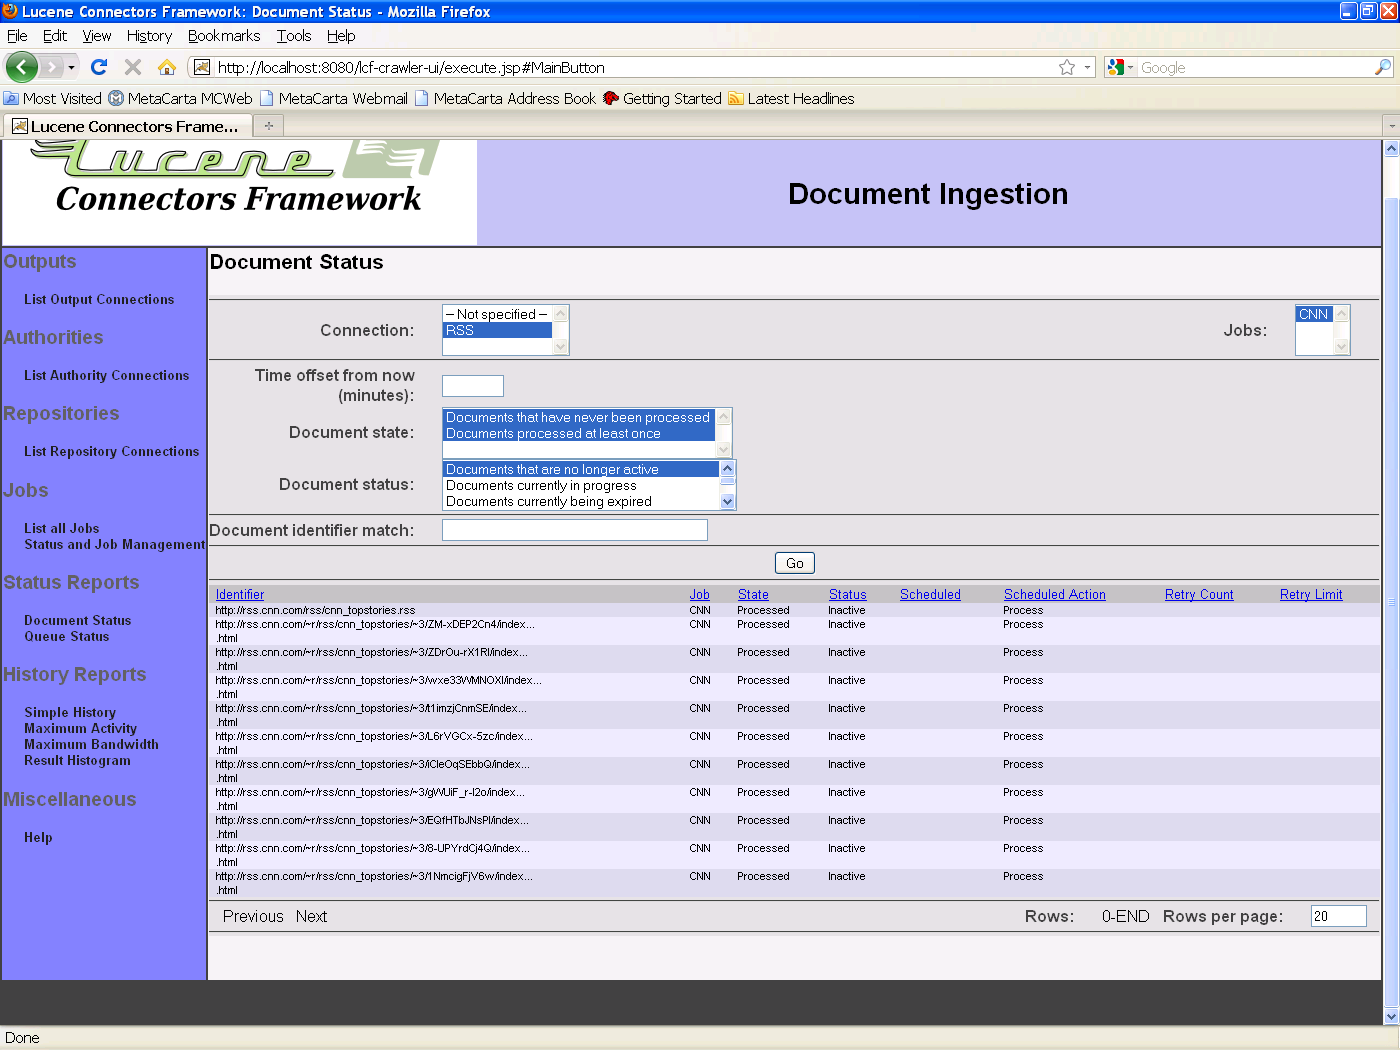 Lucene Connectors Framework: Document Status - Mozilla Firefox
File Edit View History Bookmarks Tools Help
http://localhost:8080/lcf-crawler-ui/execute.jsp#MainButton
Google
Most Visited MetaCarta MCWeb MetaCarta Webmail MetaCarta Address Book Getting Started Latest Headlines
Lucene Connectors Frame...
Lucene
Connectors Framework
Document Ingestion
Outputs
List Output Connections
Authorities
List Authority Connections
Repositories
List Repository Connections
Jobs
List all Jobs
Status and Job Management
Status Reports
Document Status
Queue Status
History Reports
Simple History
Maximum Activity
Maximum Bandwidth
Result Histogram
Miscellaneous
Help
Document Status
Connection:
-- Not specified --
RSS
Jobs:
CNN
Time offset from now
(minutes):
Document state:
Documents that have never been processed
Documents processed at least once
Document status:
Documents that are no longer active
Documents currently in progress
Documents currently being expired
Document identifier match:
Go
Identifier Job State Status Scheduled Scheduled Action Retry Count Retry Limit
http://rss.cnn.com/rss/cnn_topstories.rss CNN Processed Inactive Process
http://rss.cnn.com/~r/rss/cnn_topstories/~3/ZM-xDEP2Cn4/index... CNN Processed Inactive Process
.html
http://rss.cnn.com/~r/rss/cnn_topstories/~3/ZDrOu-rX1RI/index... CNN Processed Inactive Process
.html
http://rss.cnn.com/~r/rss/cnn_topstories/~3/wxe33WMNOXI/index... CNN Processed Inactive Process
.html
http://rss.cnn.com/~r/rss/cnn_topstories/~3/t1imzjCnmSE/index... CNN Processed Inactive Process
.html
http://rss.cnn.com/~r/rss/cnn_topstories/~3/L6rVGCx-5zc/index... CNN Processed Inactive Process
.html
http://rss.cnn.com/~r/rss/cnn_topstories/~3/iCIeOqSEbbQ/index... CNN Processed Inactive Process
.html
http://rss.cnn.com/~r/rss/cnn_topstories/~3/gWUiF_r-I2o/index... CNN Processed Inactive Process
.html
http://rss.cnn.com/~r/rss/cnn_topstories/~3/EQfHTbJNsPI/index... CNN Processed Inactive Process
.html
http://rss.cnn.com/~r/rss/cnn_topstories/~3/8-UPYrdCj4Q/index... CNN Processed Inactive Process
.html
http://rss.cnn.com/~r/rss/cnn_topstories/~3/1NmcigFjV6w/index... CNN Processed Inactive Process
.html
Previous Next Rows: 0-END Rows per page: 20
Done